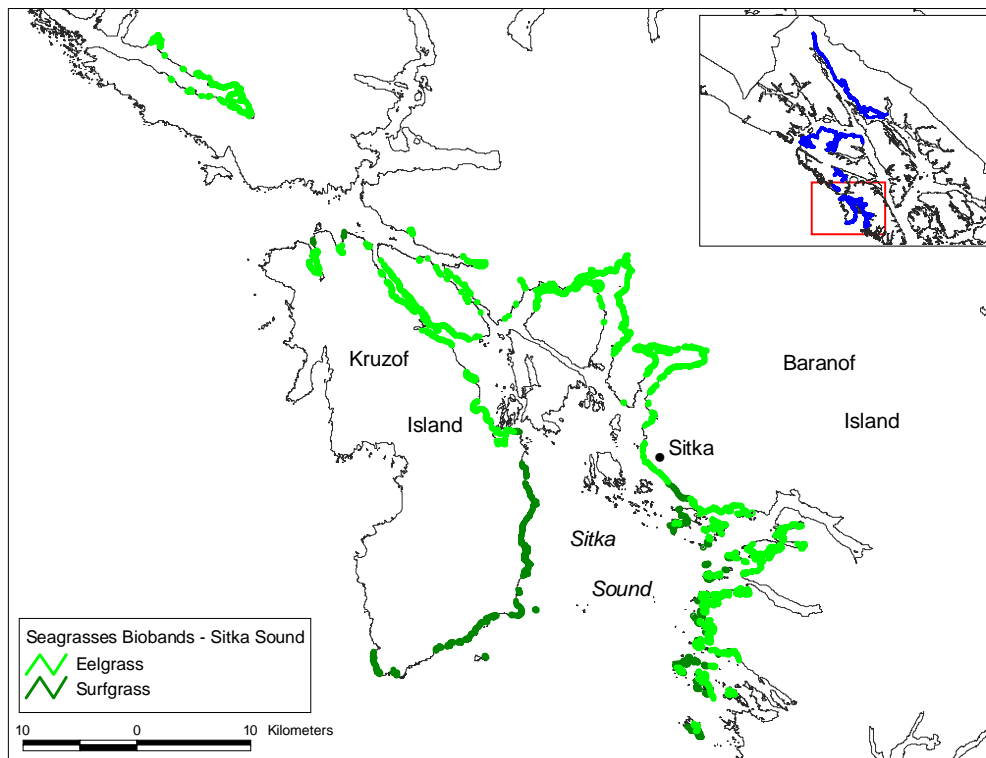 Kruzof
Island
Baranof
Island
Sitka
Sitka
Sound
Seagrasses Biobands - Sitka Sound
Eelgrass
Surfgrass
10 0 10 Kilometers